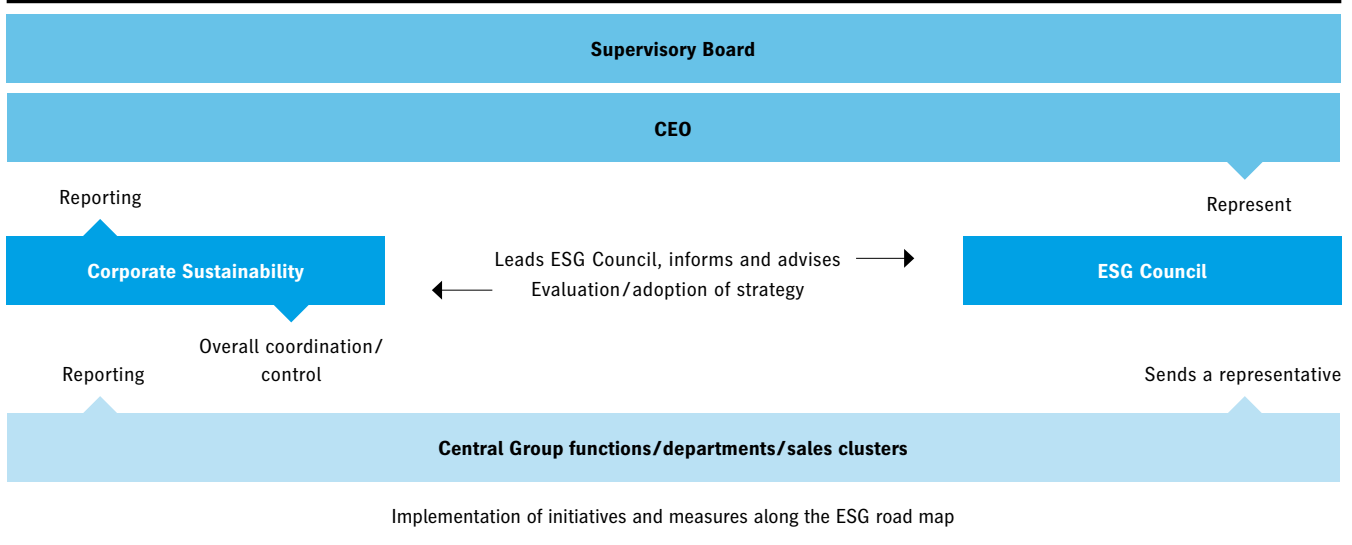 Supervisory Board
CEO
Reporting
Represent
Corporate Sustainability
Leads ESG Council, informs and advises
Evaluation/adoption of strategy
ESG Council
Overall coordination/
control
Reporting
Sends a representative
Central Group functions/departments/sales clusters
Implementation of initiatives and measures along the ESG road map